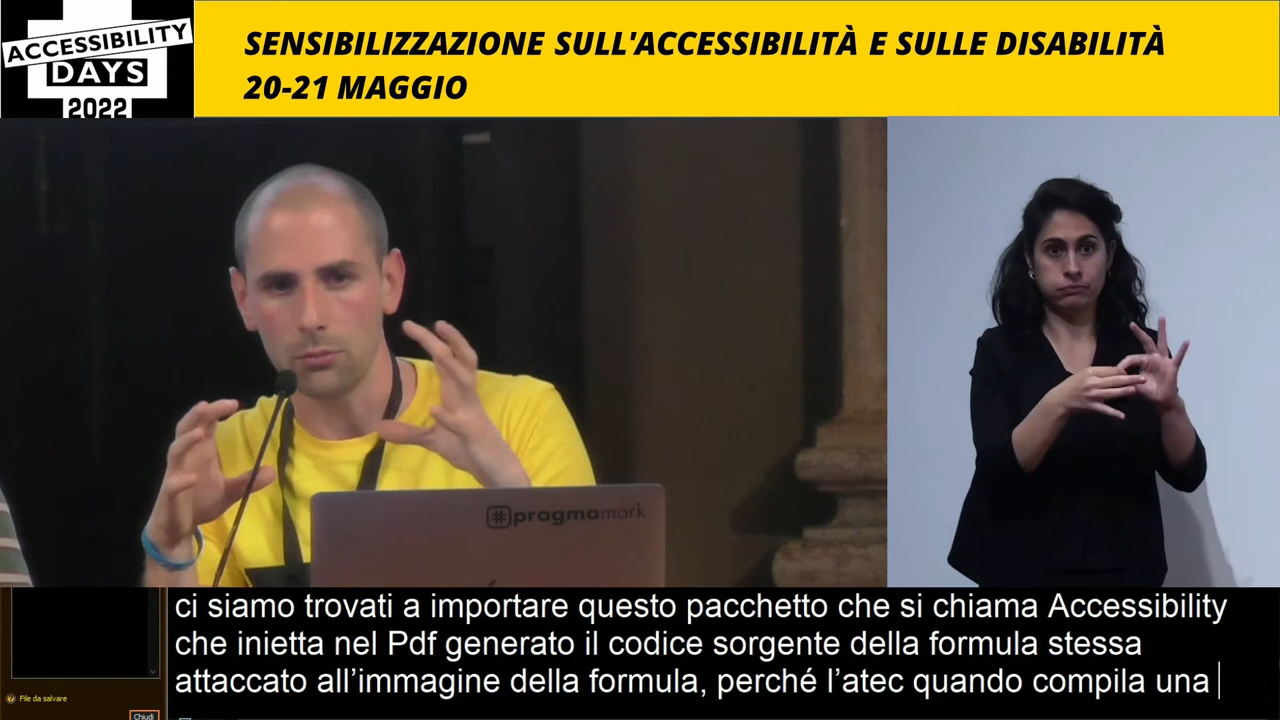 ACCESSIBILITY
DAYS
2022
SENSIBILIZZAZIONE SULL'ACCESSIBILITÀ E SULLE DISABILITÀ
20-21 MAGGIO
#pragmamark
ci siamo trovati a importare questo pacchetto che si chiama Accessibility
che inietta nel Pdf generato il codice sorgente della formula stessa
attaccato all’immagine della formula, perché l’atec quando compila una
File da salvare
Chiudi